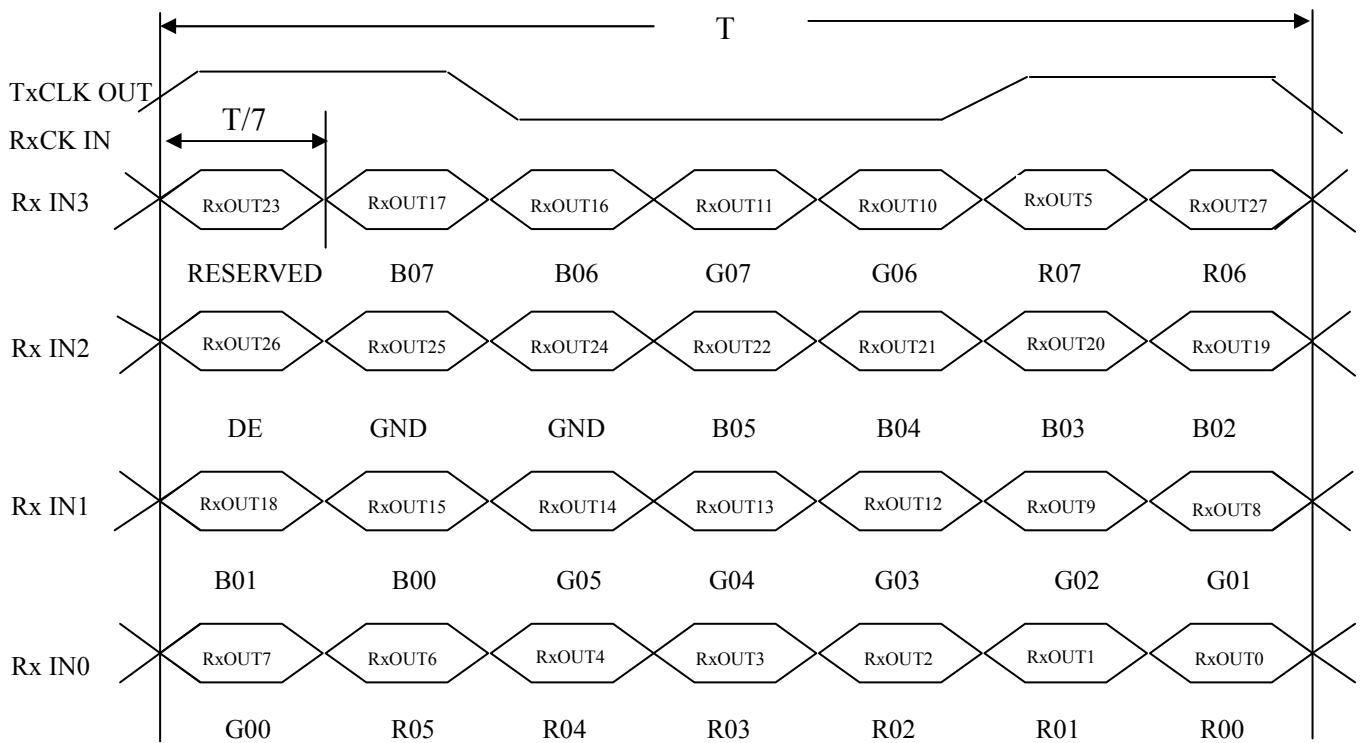 T
TxCLK OUT
T/7
RxCK IN
Rx IN3 RxOUT23 RxOUT17 RxOUT16 RxOUT11 RxOUT10 RxOUT5 RxOUT27
RESERVED B07 B06 G07 G06 R07 R06
Rx IN2 RxOUT26 RxOUT25 RxOUT24 RxOUT22 RxOUT21 RxOUT20 RxOUT19
DE GND GND B05 B04 B03 B02
Rx IN1 RxOUT18 RxOUT15 RxOUT14 RxOUT13 RxOUT12 RxOUT9 RxOUT8
B01 B00 G05 G04 G03 G02 G01
Rx IN0 RxOUT7 RxOUT6 RxOUT4 RxOUT3 RxOUT2 RxOUT1 RxOUT0
G00 R05 R04 R03 R02 R01 R00